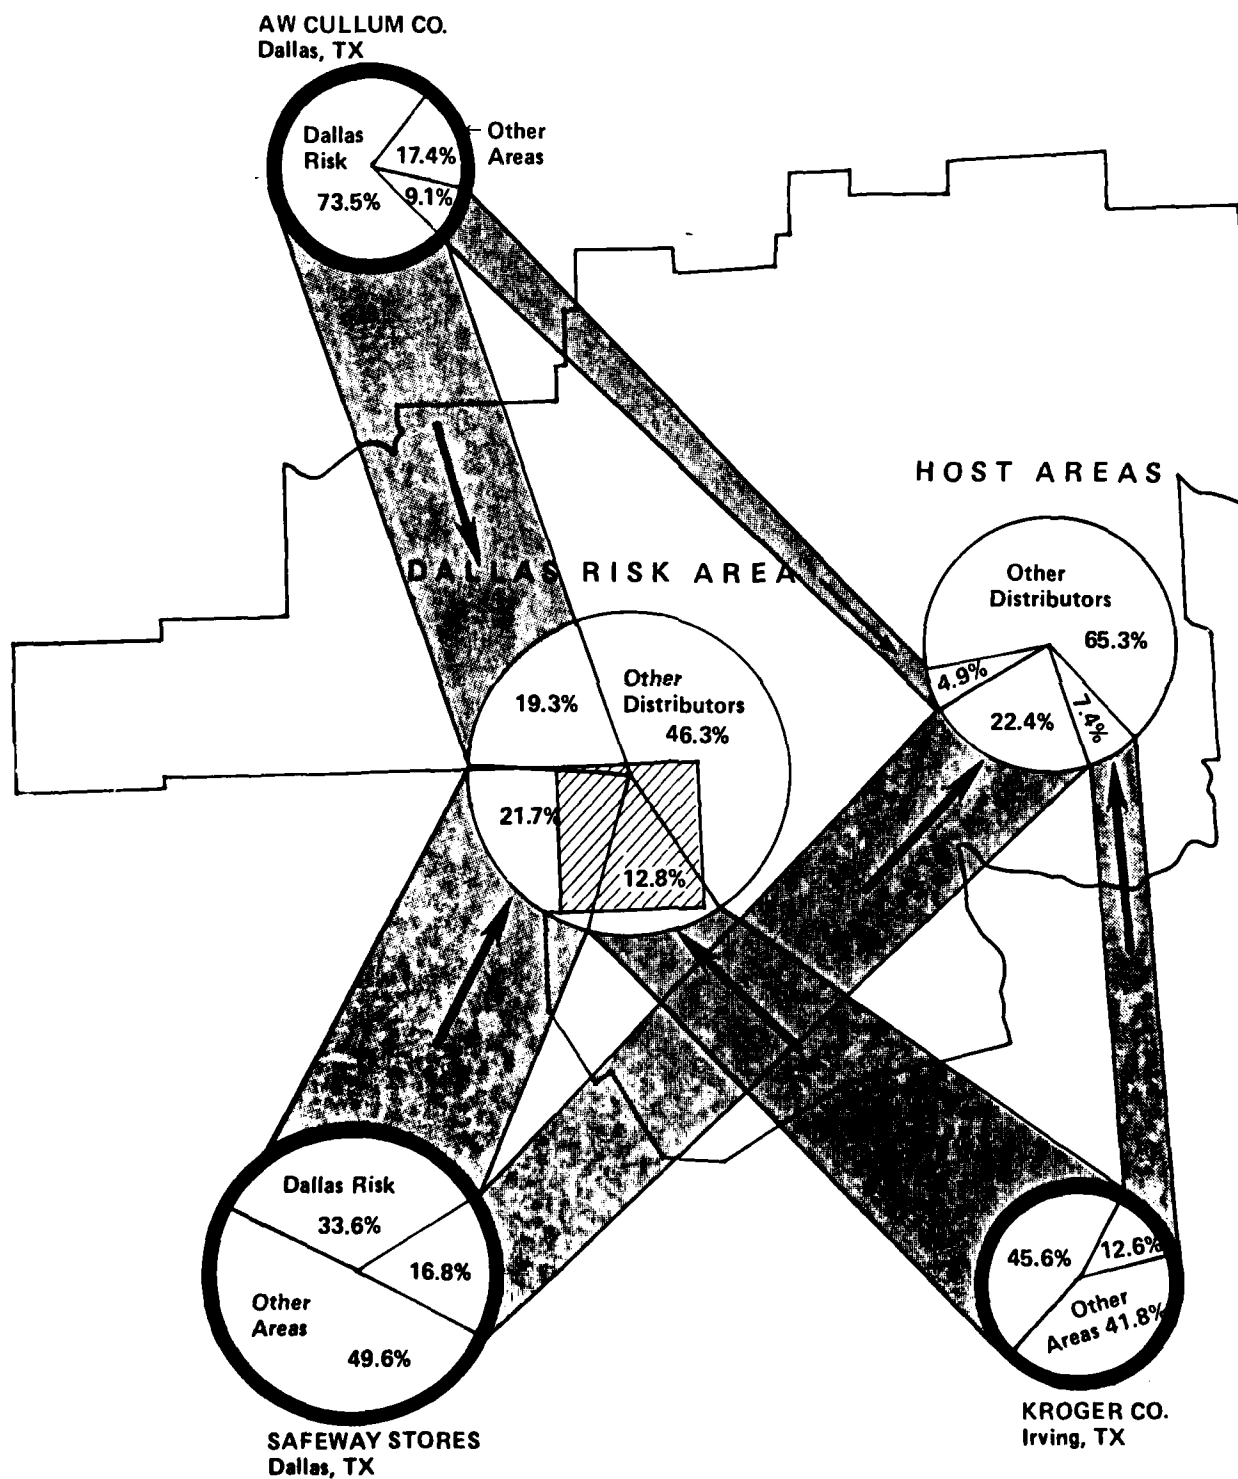 AW CULLUM CO.
Dallas, TX
Dallas
Risk
73.5%
17.4%
9.1%
← Other
Areas
HOST AREAS
DALLAS RISK AREA
Other
Distributors
65.3%
4.9%
22.4%
7.4%
Other
Distributors
46.3%
19.3%
21.7%
12.8%
Dallas Risk
33.6%
16.8%
Other
Areas
49.6%
SAFEWAY STORES
Dallas, TX
45.6%
12.6%
Other
Areas 41.8%
KROGER CO.
Irving, TX